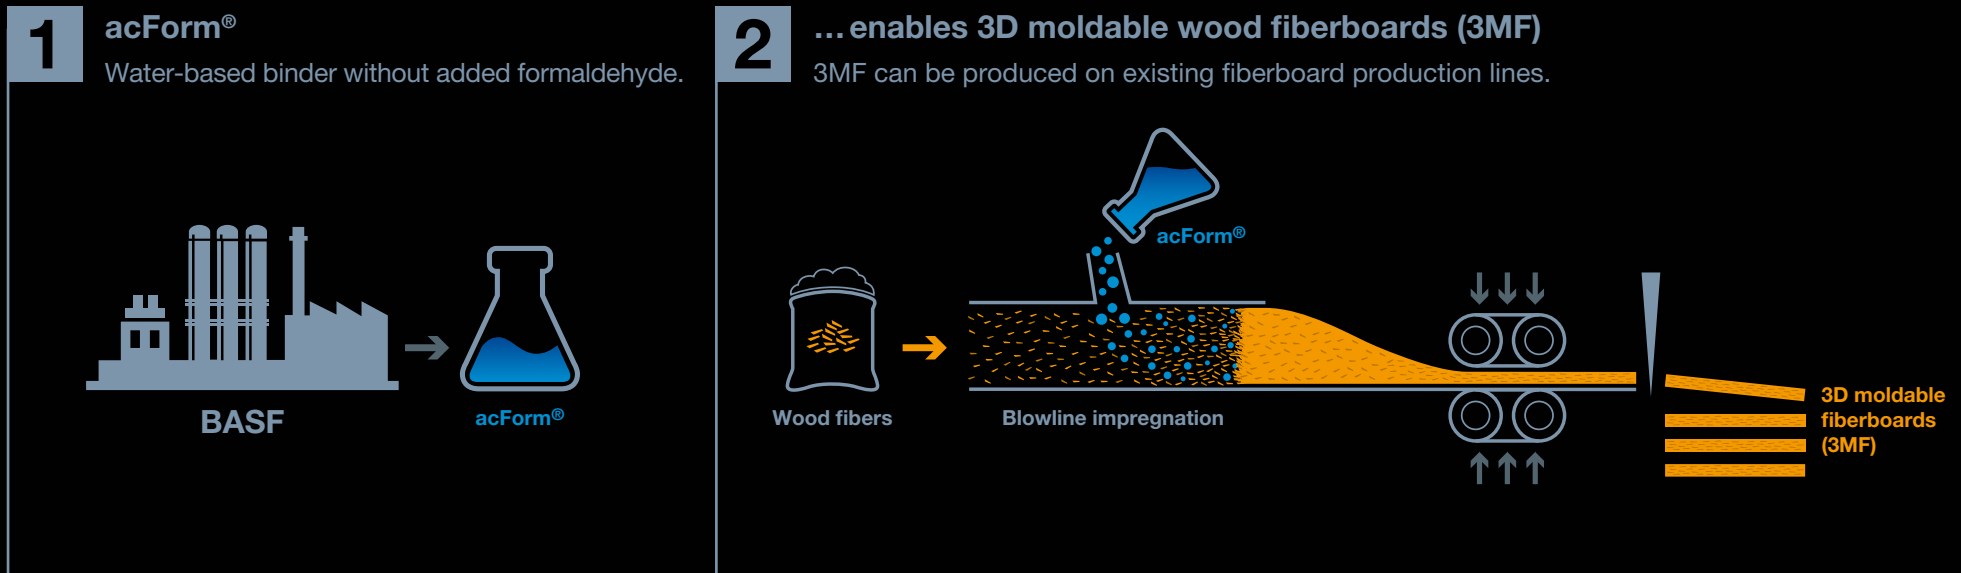 1
acForm®
Water-based binder without added formaldehyde.
BASF
acForm®
2
...enables 3D moldable wood fiberboards (3MF)
3MF can be produced on existing fiberboard production lines.
acForm®
Wood fibers
Blowline impregnation
3D moldable
fiberboards
(3MF)